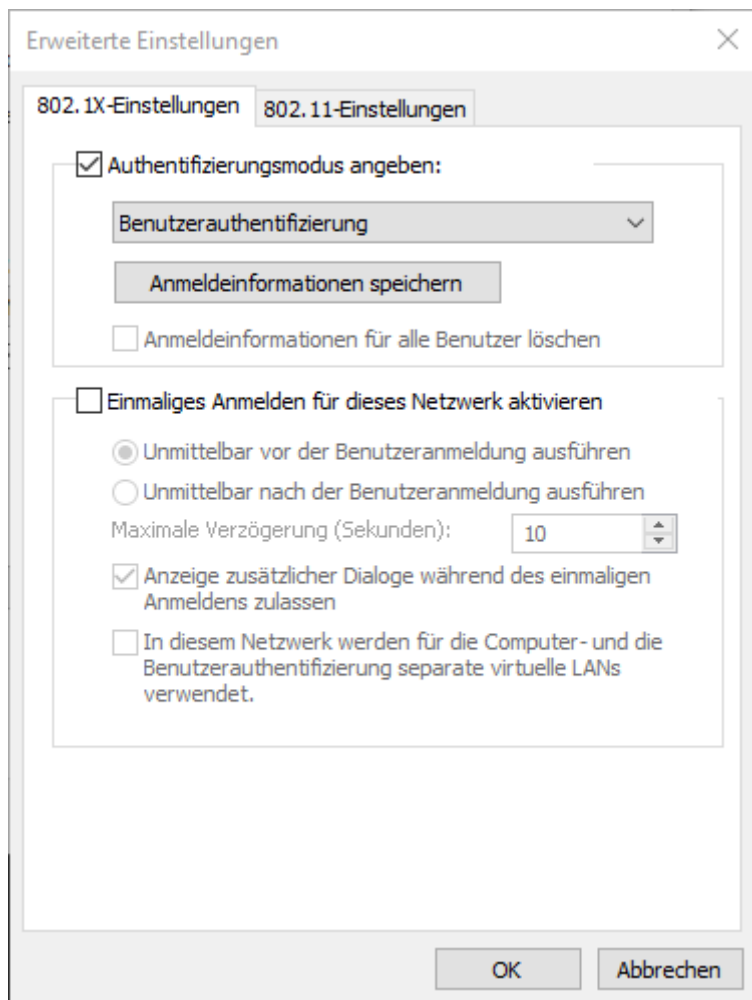 Erweiterte Einstellungen
802.1X-Einstellungen 802.11-Einstellungen
Authentifizierungsmodus angeben:
Benutzerauthentifizierung
Anmeldeinformationen speichern
Anmeldeinformationen für alle Benutzer löschen
Einmaliges Anmelden für dieses Netzwerk aktivieren
Unmittelbar vor der Benutzeranmeldung ausführen
Unmittelbar nach der Benutzeranmeldung ausführen
Maximale Verzögerung (Sekunden): 10
Anzeige zusätzlicher Dialoge während des einmaligen
Anmeldens zulassen
In diesem Netzwerk werden für die Computer- und die
Benutzerauthentifizierung separate virtuelle LANs
verwendet.
OK Abbrechen